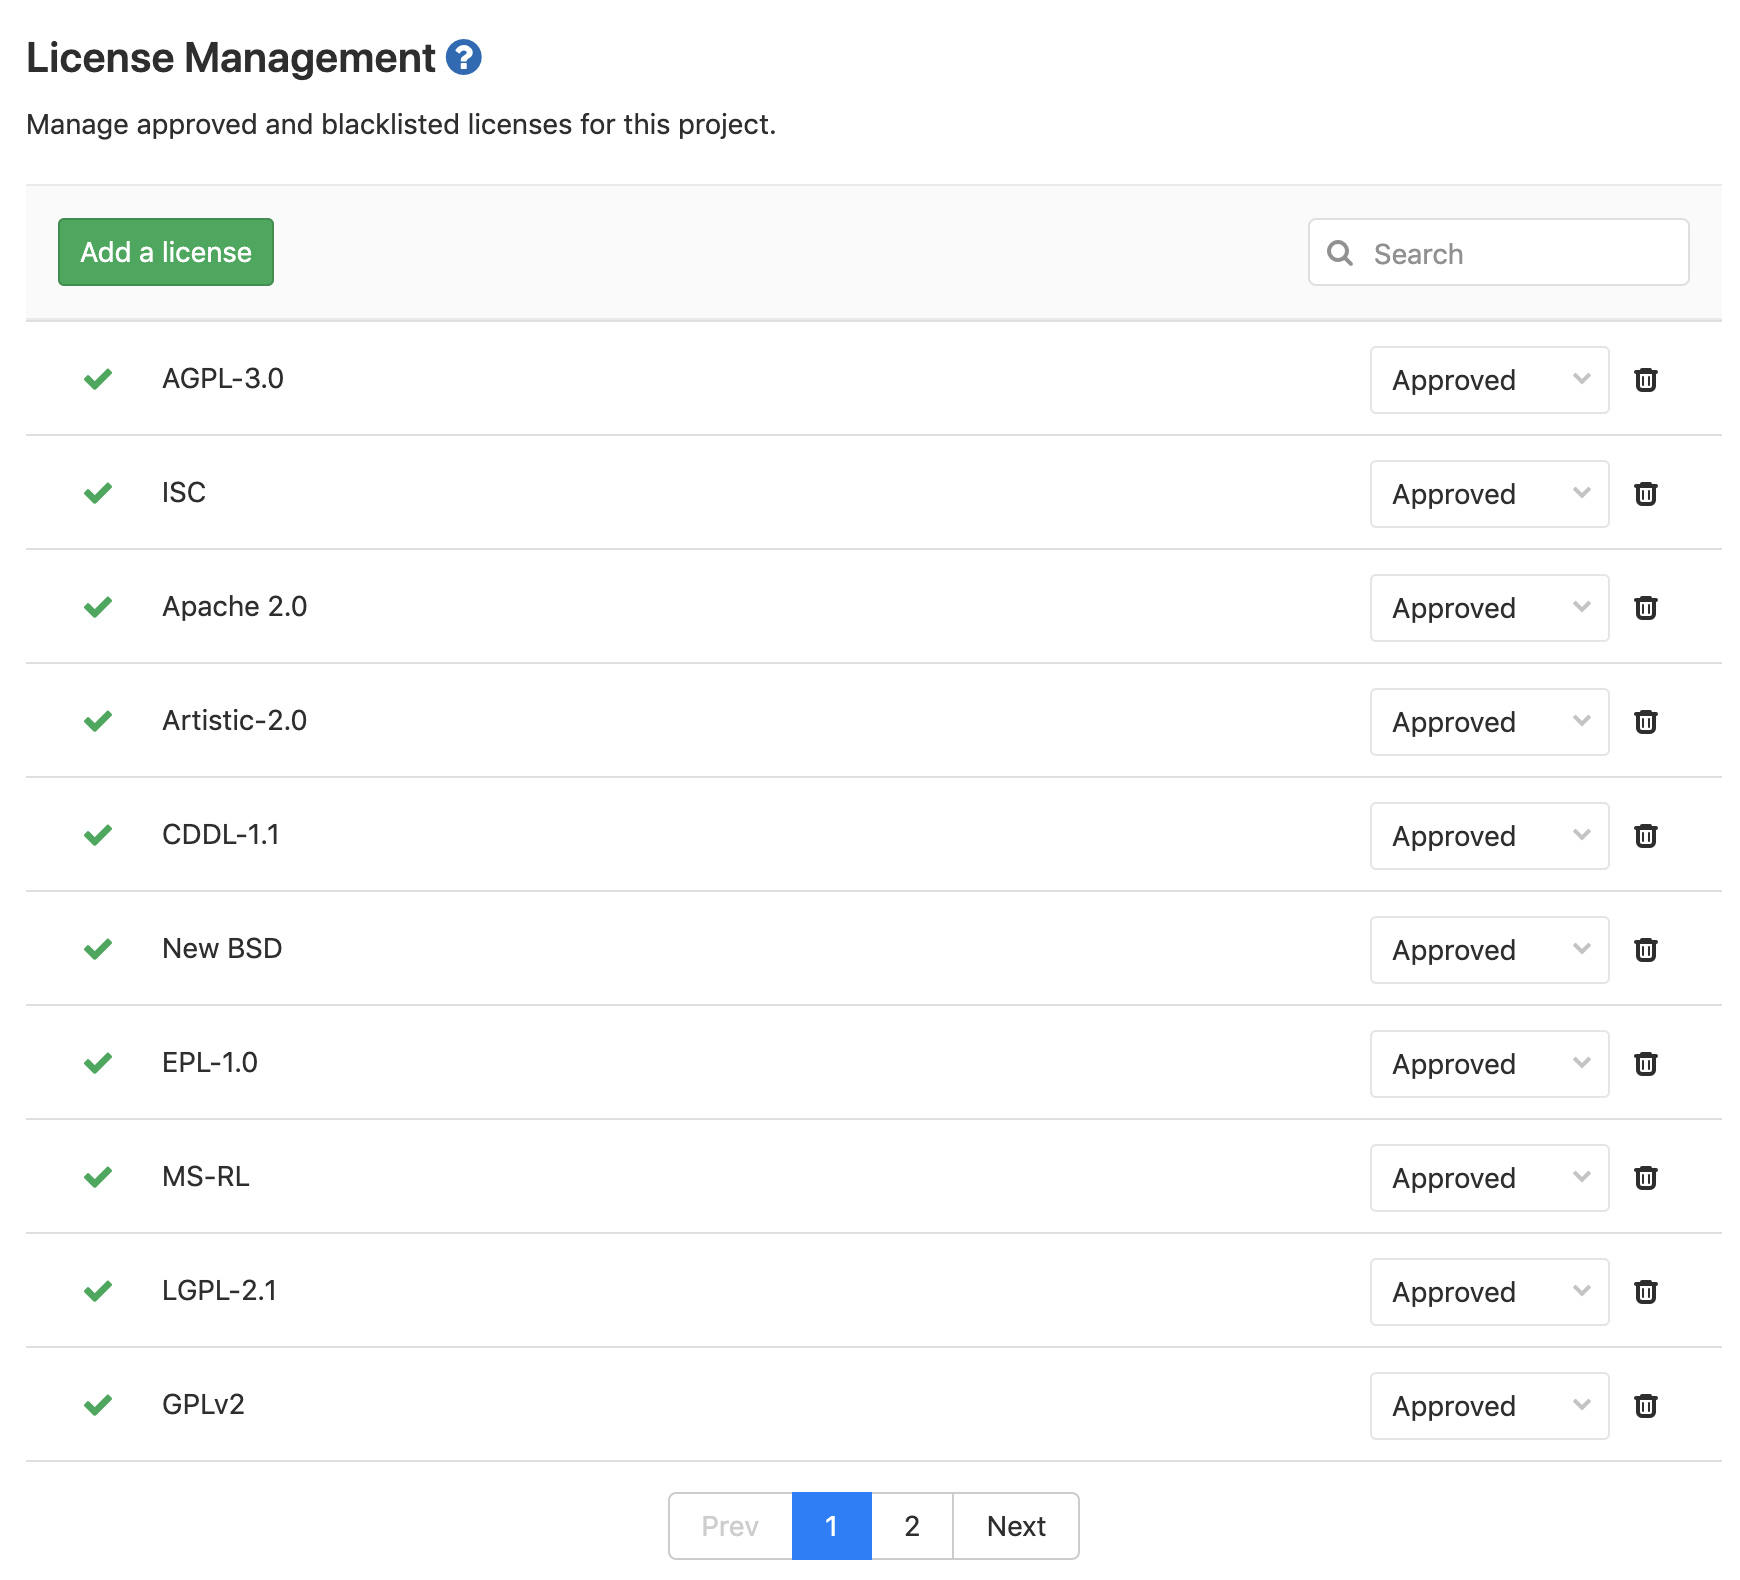 License Management ?
Manage approved and blacklisted licenses for this project.
Add a license
Search
AGPL-3.0 Approved
ISC Approved
Apache 2.0 Approved
Artistic-2.0 Approved
CDDL-1.1 Approved
New BSD Approved
EPL-1.0 Approved
MS-RL Approved
LGPL-2.1 Approved
GPLv2 Approved
Prev 1 2 Next